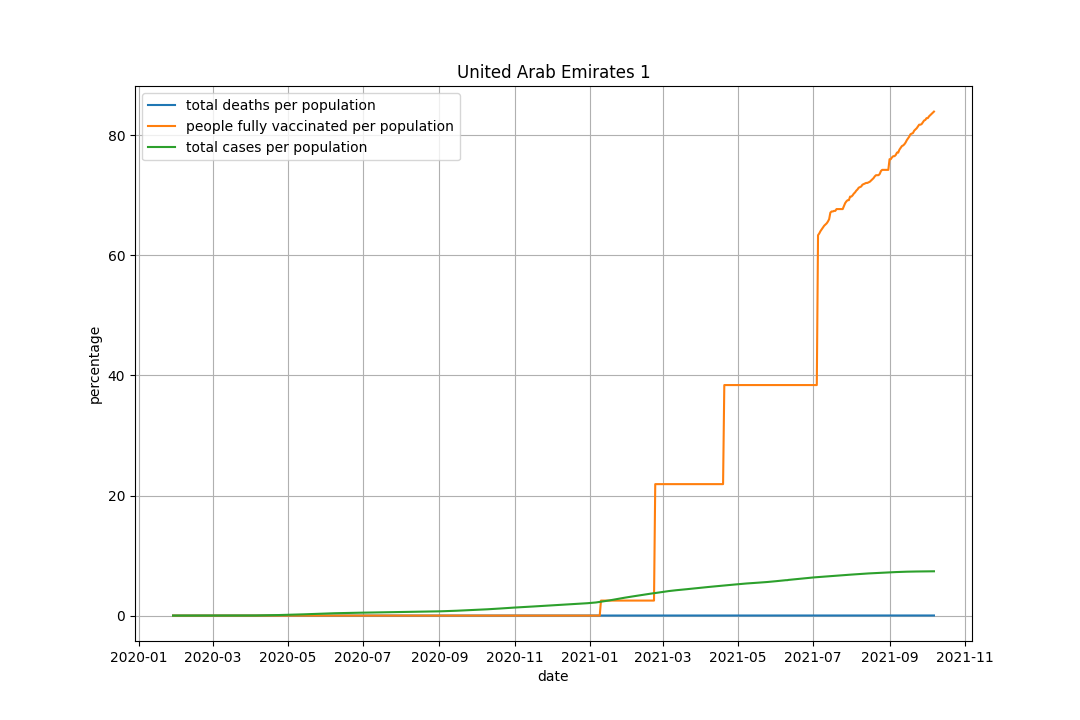 United Arab Emirates 1
total deaths per population
people fully vaccinated per population
total cases per population
percentage
80
60
40
20
0
2020-01 2020-03 2020-05 2020-07 2020-09 2020-11 2021-01 2021-03 2021-05 2021-07 2021-09 2021-11
date